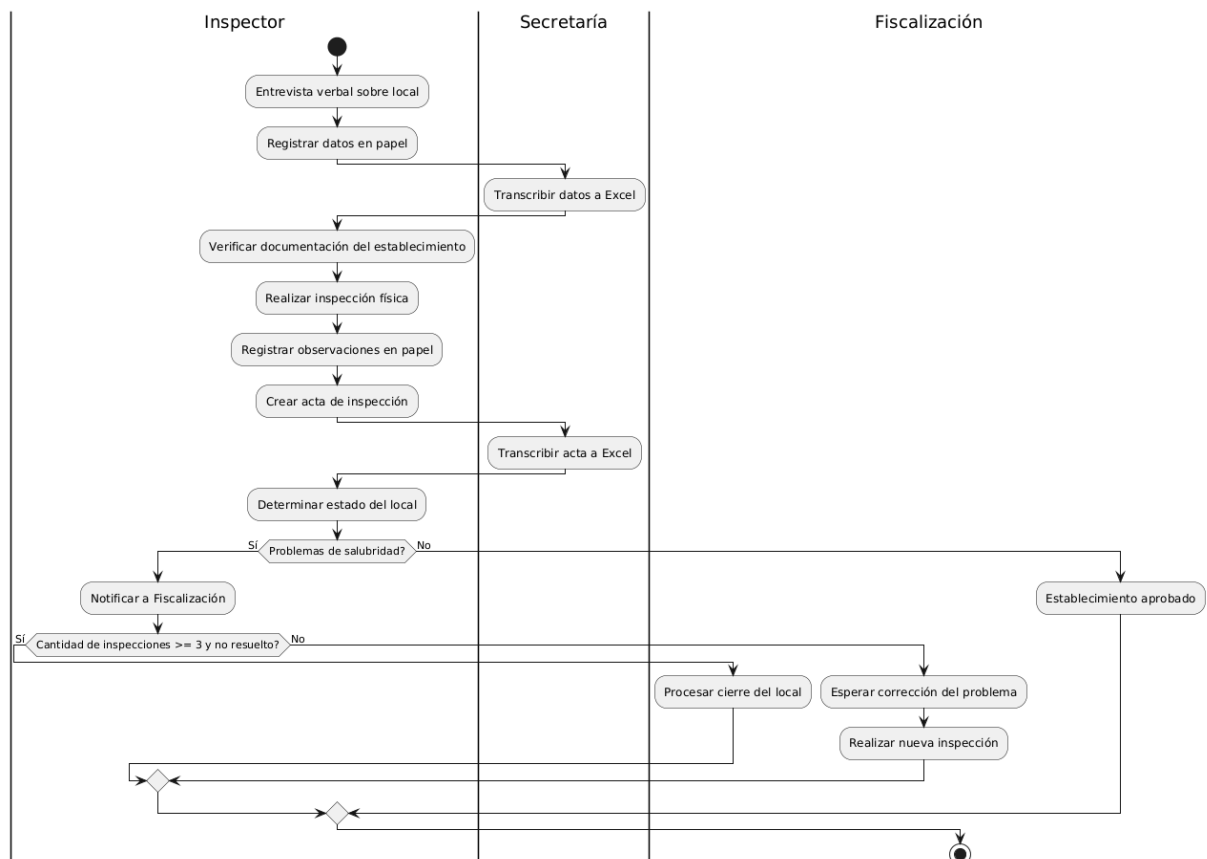 Inspector
Secretaría
Fiscalización
Entrevista verbal sobre local
Registrar datos en papel
Transcribir datos a Excel
Verificar documentación del establecimiento
Realizar inspección física
Registrar observaciones en papel
Crear acta de inspección
Transcribir acta a Excel
Determinar estado del local
Sí
Problemas de salubridad?
No
Notificar a Fiscalización
Establecimiento aprobado
Sí
Cantidad de inspecciones >= 3 y no resuelto?
No
Procesar cierre del local
Esperar corrección del problema
Realizar nueva inspección